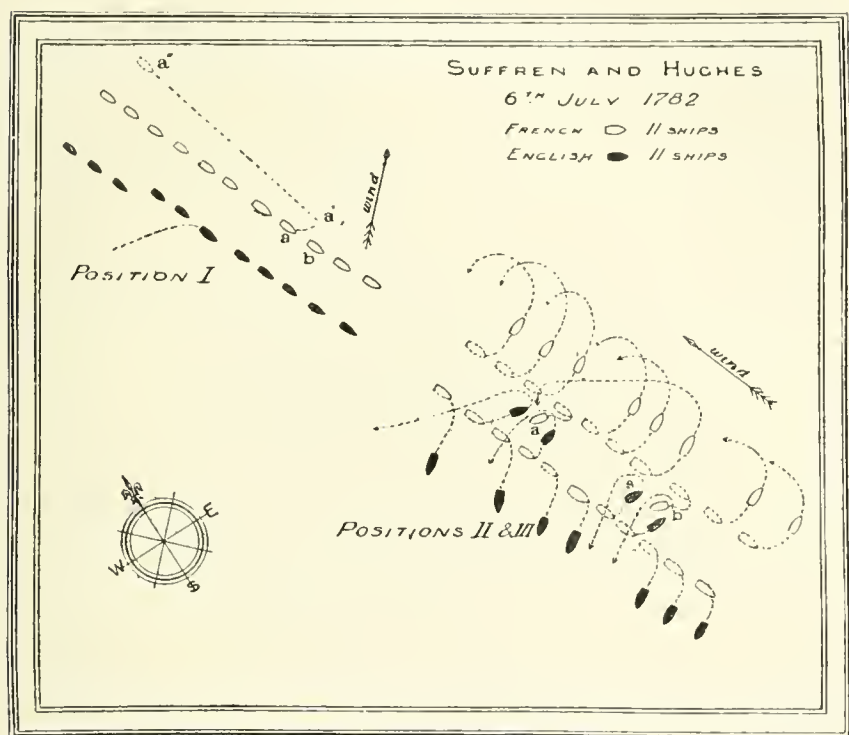 SUFFREN AND HUGHES
6TH JULY 1782
FRENCH 11 SHIPS
ENGLISH 11 SHIPS
a"
wind
a'
a
b
POSITION I
wind
a
a
b
POSITIONS II & III
N
E
W
S